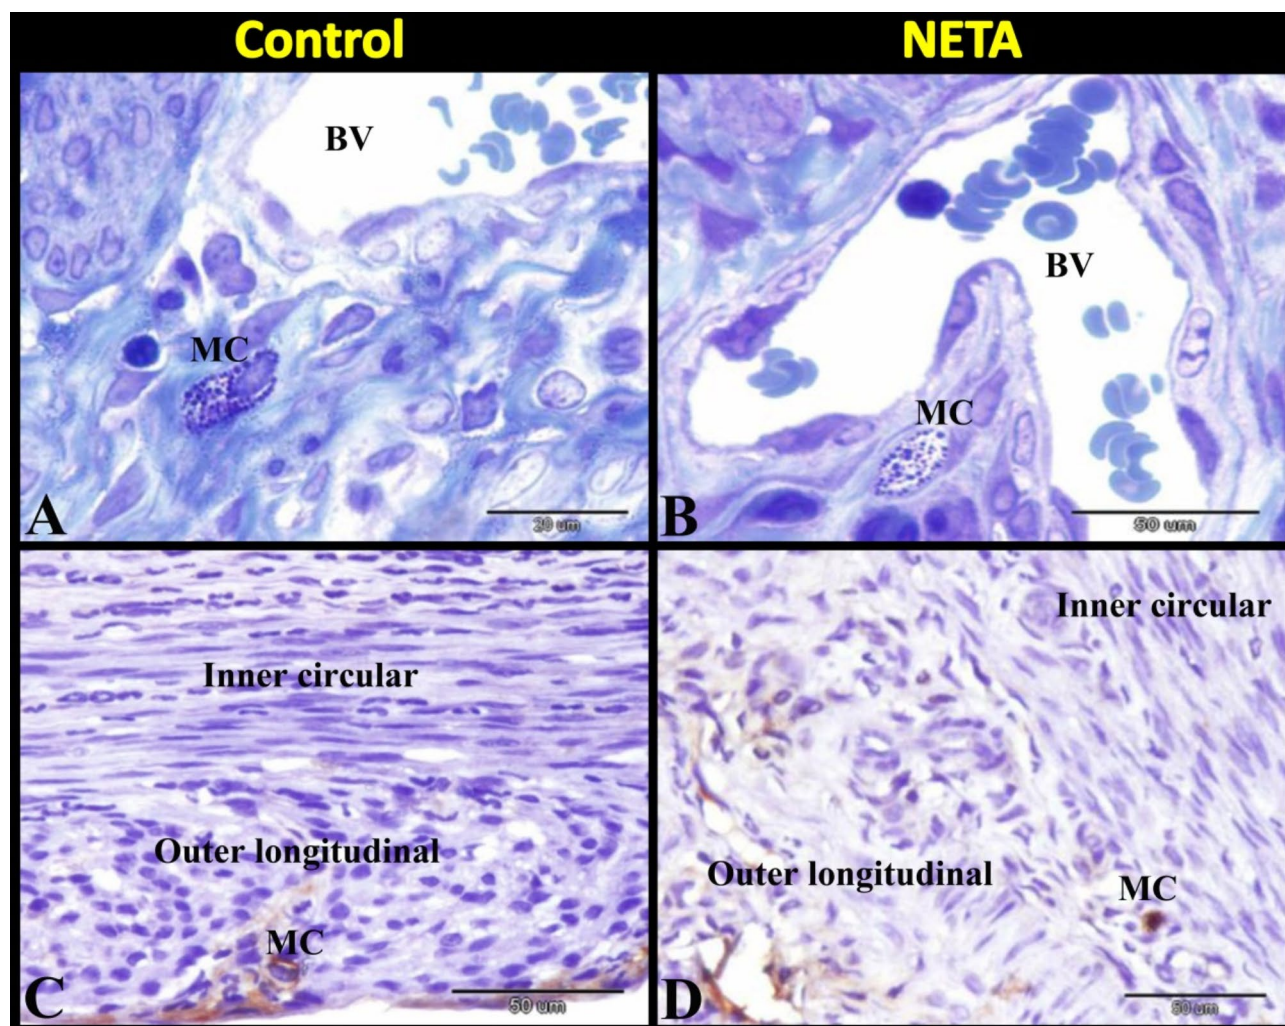 Control
NETA
BV
MC
A
20 um
BV
MC
B
50 um
Inner circular
Outer longitudinal
MC
C
50 um
Inner circular
Outer longitudinal
MC
D
50 um